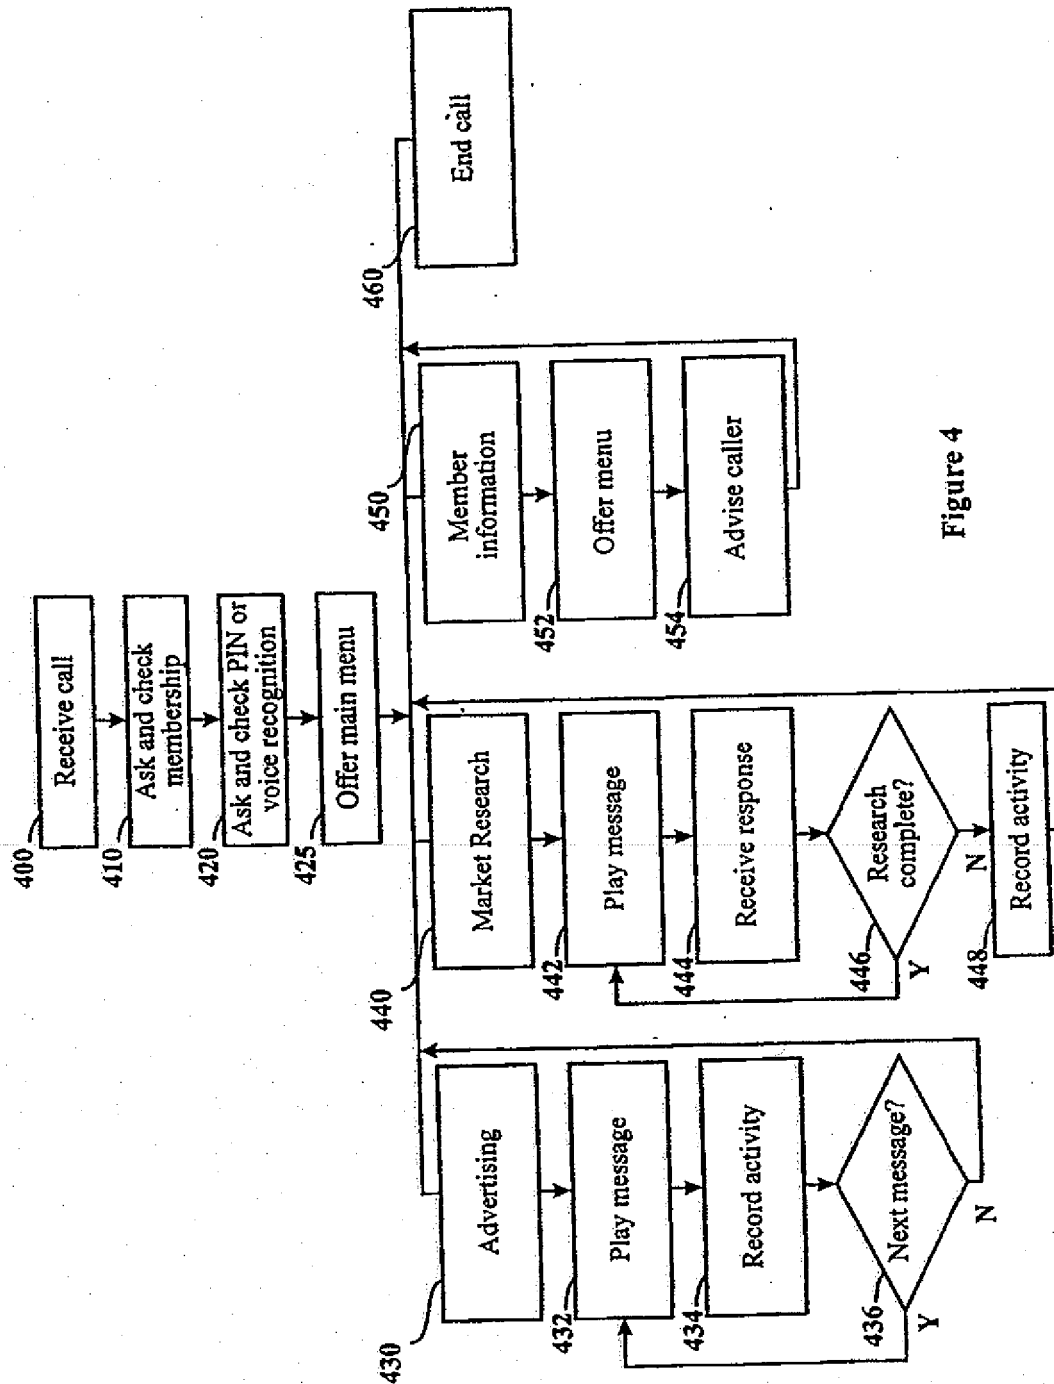 400
Receive call
410
Ask and check
membership
420
Ask and check PIN or
voice recognition
425
Offer main menu
430
Advertising
432
Play message
434
Record activity
436
Next message?
Y
N
440
Market Research
442
Play message
444
Receive response
446
Research
complete?
Y
N
448
Record activity
450
Member
information
452
Offer menu
454
Advise caller
460
End call
Figure 4